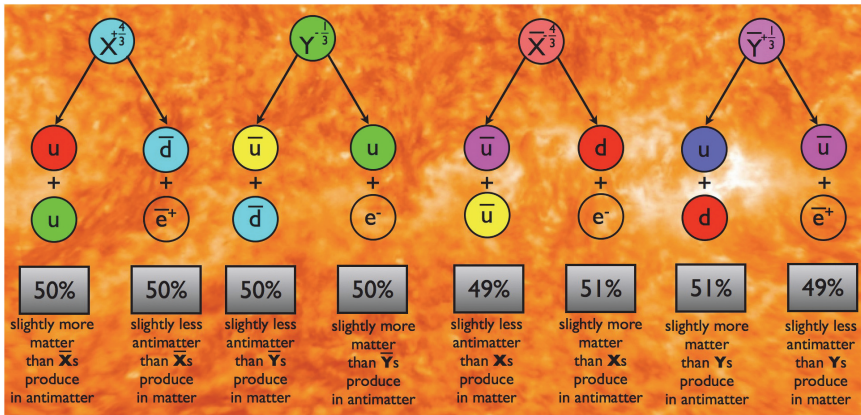 X+4/3
Y-1/3
X̅-4/3
Y̅+1/3
u
d̅
u̅
u
u̅
d
u
u̅
+
+
+
+
+
+
+
+
u
e̅+
d̅
e-
u̅
e-
d
e̅+
50%
50%
50%
50%
49%
51%
51%
49%
slightly more
matter
than X̅s
produce
in antimatter
slightly less
antimatter
than X̅s
produce
in matter
slightly less
antimatter
than Y̅s
produce
in matter
slightly more
matter
than Y̅s
produce
in antimatter
slightly less
antimatter
than Xs
produce
in matter
slightly more
matter
than Xs
produce
in antimatter
slightly more
matter
than Ys
produce
in antimatter
slightly less
antimatter
than Ys
produce
in matter